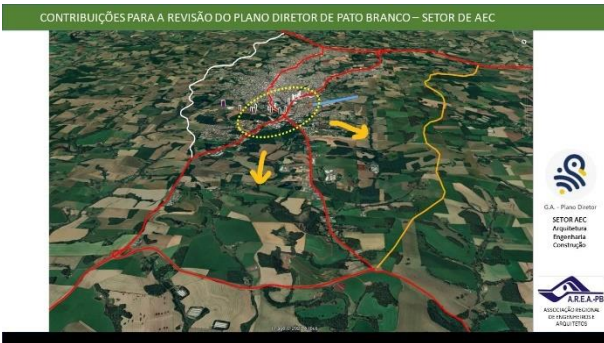 CONTRIBUIÇÕES PARA A REVISÃO DO PLANO DIRETOR DE PATO BRANCO – SETOR DE AEC
G.A. - Plano Diretor
SETOR AEC
Arquitetura
Engenharia
Construção
A.R.E.A.-PB
ASSOCIAÇÃO REGIONAL
DE ENGENHEIROS E
ARQUITETOS